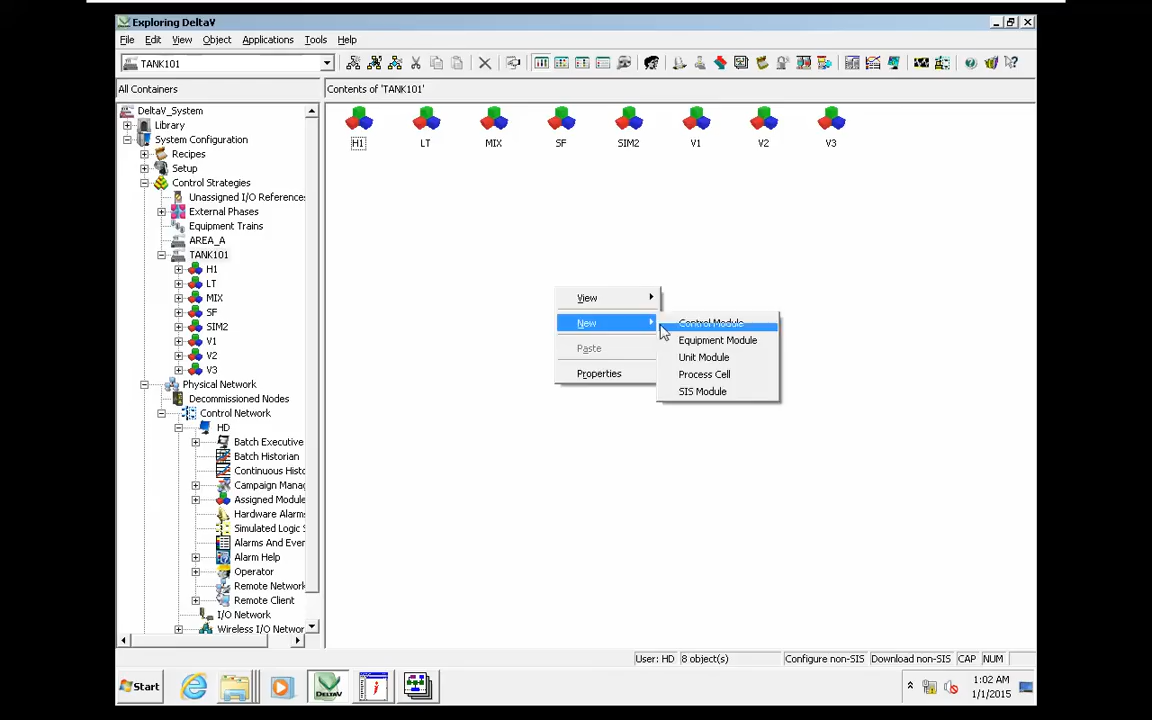 Exploring DeltaV
File Edit View Object Applications Tools Help
TANK101
All Containers
Contents of 'TANK101'
DeltaV_System
Library
System Configuration
Recipes
Setup
Control Strategies
Unassigned I/O References
External Phases
Equipment Trains
AREA_A
TANK101
H1
LT
MIX
SF
SIM2
V1
V2
V3
Physical Network
Decommissioned Nodes
Control Network
HD
Batch Executive
Batch Historian
Continuous Histo
Campaign Manag
Assigned Module
Hardware Alarms
Simulated Logic S
Alarms And Even
Alarm Help
Operator
Remote Network
Remote Client
I/O Network
Wireless I/O Networ
H1 LT MIX SF SIM2 V1 V2 V3
View
New
Paste
Properties
Control Module
Equipment Module
Unit Module
Process Cell
SIS Module
User: HD 8 object(s) Configure non-SIS Download non-SIS CAP NUM
Start
DeltaV
1:02 AM
1/1/2015